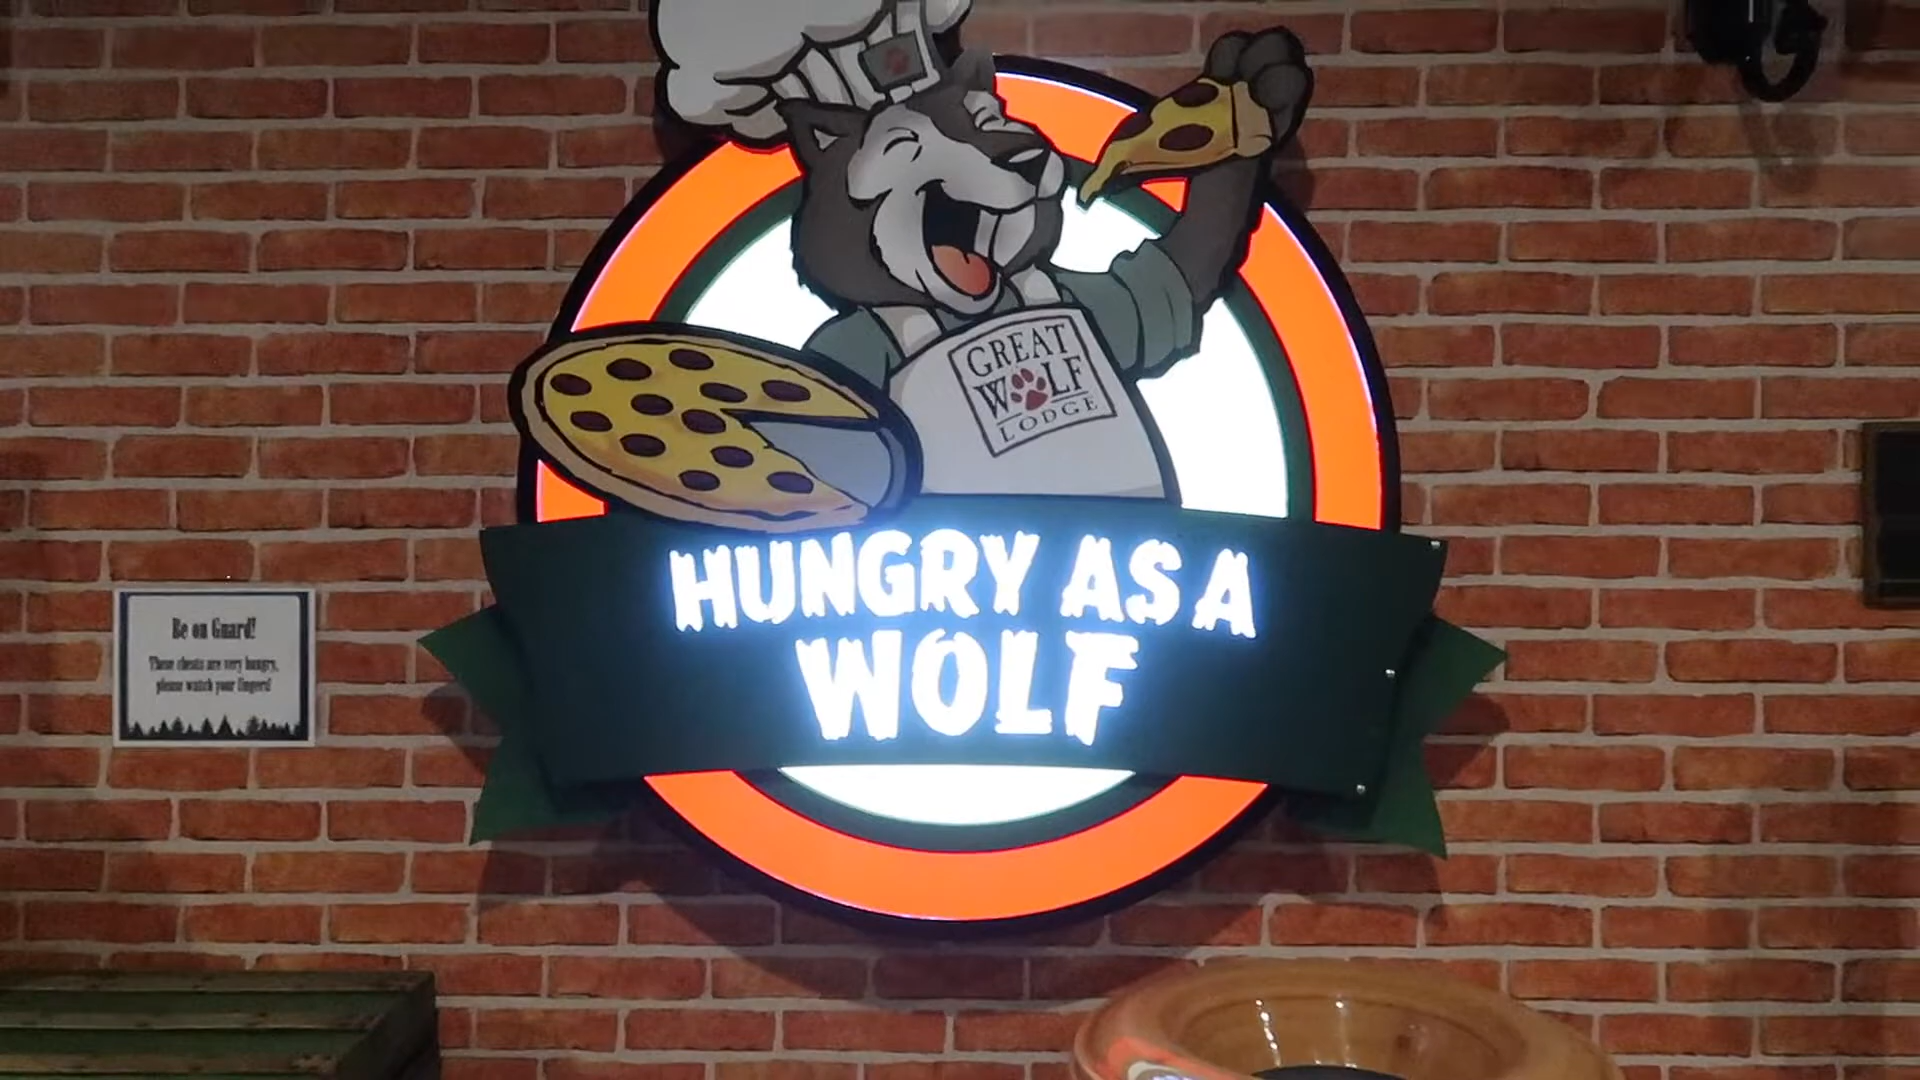 GREAT
WOLF
LODGE
HUNGRY AS A
WOLF
Be on Guard!
These chests are very hungry,
please watch your fingers!